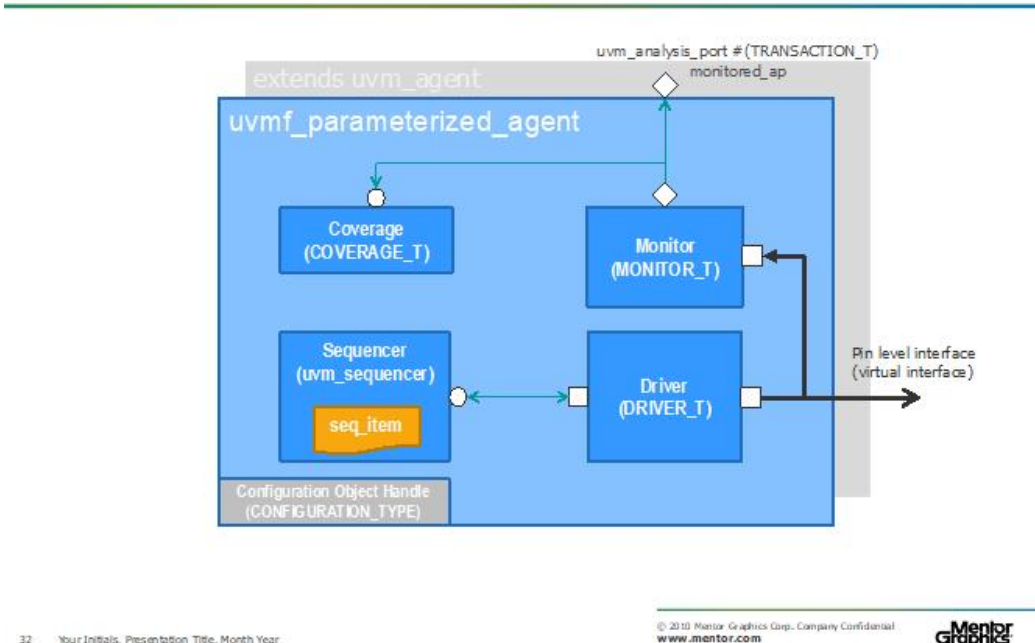 uvm_analysis_port #(TRANSACTION_T)
monitored_ap
extends uvm_agent
uvmf_parameterized_agent
Coverage
(COVERAGE_T)
Monitor
(MONITOR_T)
Sequencer
(uvm_sequencer)
seq_item
Driver
(DRIVER_T)
Pin level interface
(virtual interface)
Configuration Object Handle
(CONFIGURATION_TYPE)
32 Your Initials, Presentation Title, Month Year
© 2010 Mentor Graphics Corp. Company Confidential
www.mentor.com
Mentor
Graphics